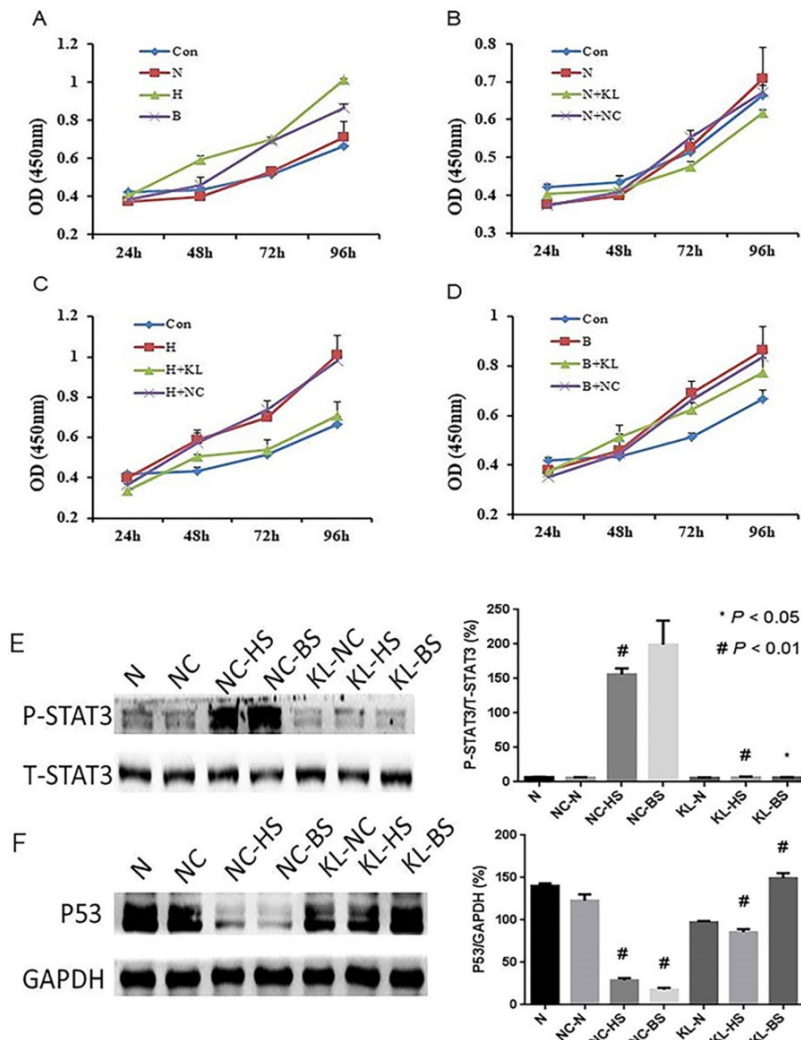 A
1.2
1
0.8
0.6
0.4
0.2
OD (450nm)
Con
N
H
B
24h 48h 72h 96h
B
0.8
0.7
0.6
0.5
0.4
0.3
OD (450nm)
Con
N
N+KL
N+NC
24h 48h 72h 96h
C
1.2
1
0.8
0.6
0.4
0.2
OD (450nm)
Con
H
H+KL
H+NC
24h 48h 72h 96h
D
1
0.8
0.6
0.4
0.2
OD (450nm)
Con
B
B+KL
B+NC
24h 48h 72h 96h
E
N NC NC-HS NC-BS KL-NC KL-HS KL-BS
P-STAT3
T-STAT3
P-STAT3/T-STAT3 (%)
250
200
150
100
50
0
* P < 0.05
# P < 0.01
#
# *
N NC-N NC-HS NC-BS KL-N KL-HS KL-BS
F
N NC NC-HS NC-BS KL-NC KL-HS KL-BS
P53
GAPDH
P53/GAPDH (%)
200
150
100
50
0
# # # #
N NC-N NC-HS NC-BS KL-N KL-HS KL-BS